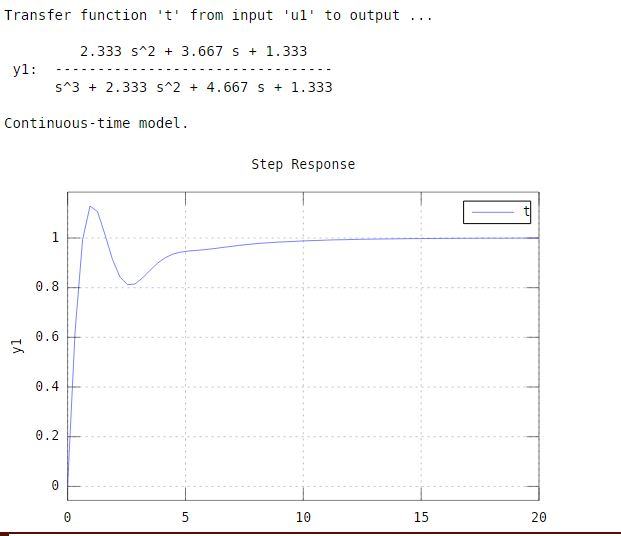 Transfer function 't' from input 'u1' to output ...
2.333 s^2 + 3.667 s + 1.333
y1: ---------------------------------
s^3 + 2.333 s^2 + 4.667 s + 1.333
Continuous-time model.
Step Response
t
1
0.8
0.6
0.4
0.2
0
y1
0 5 10 15 20